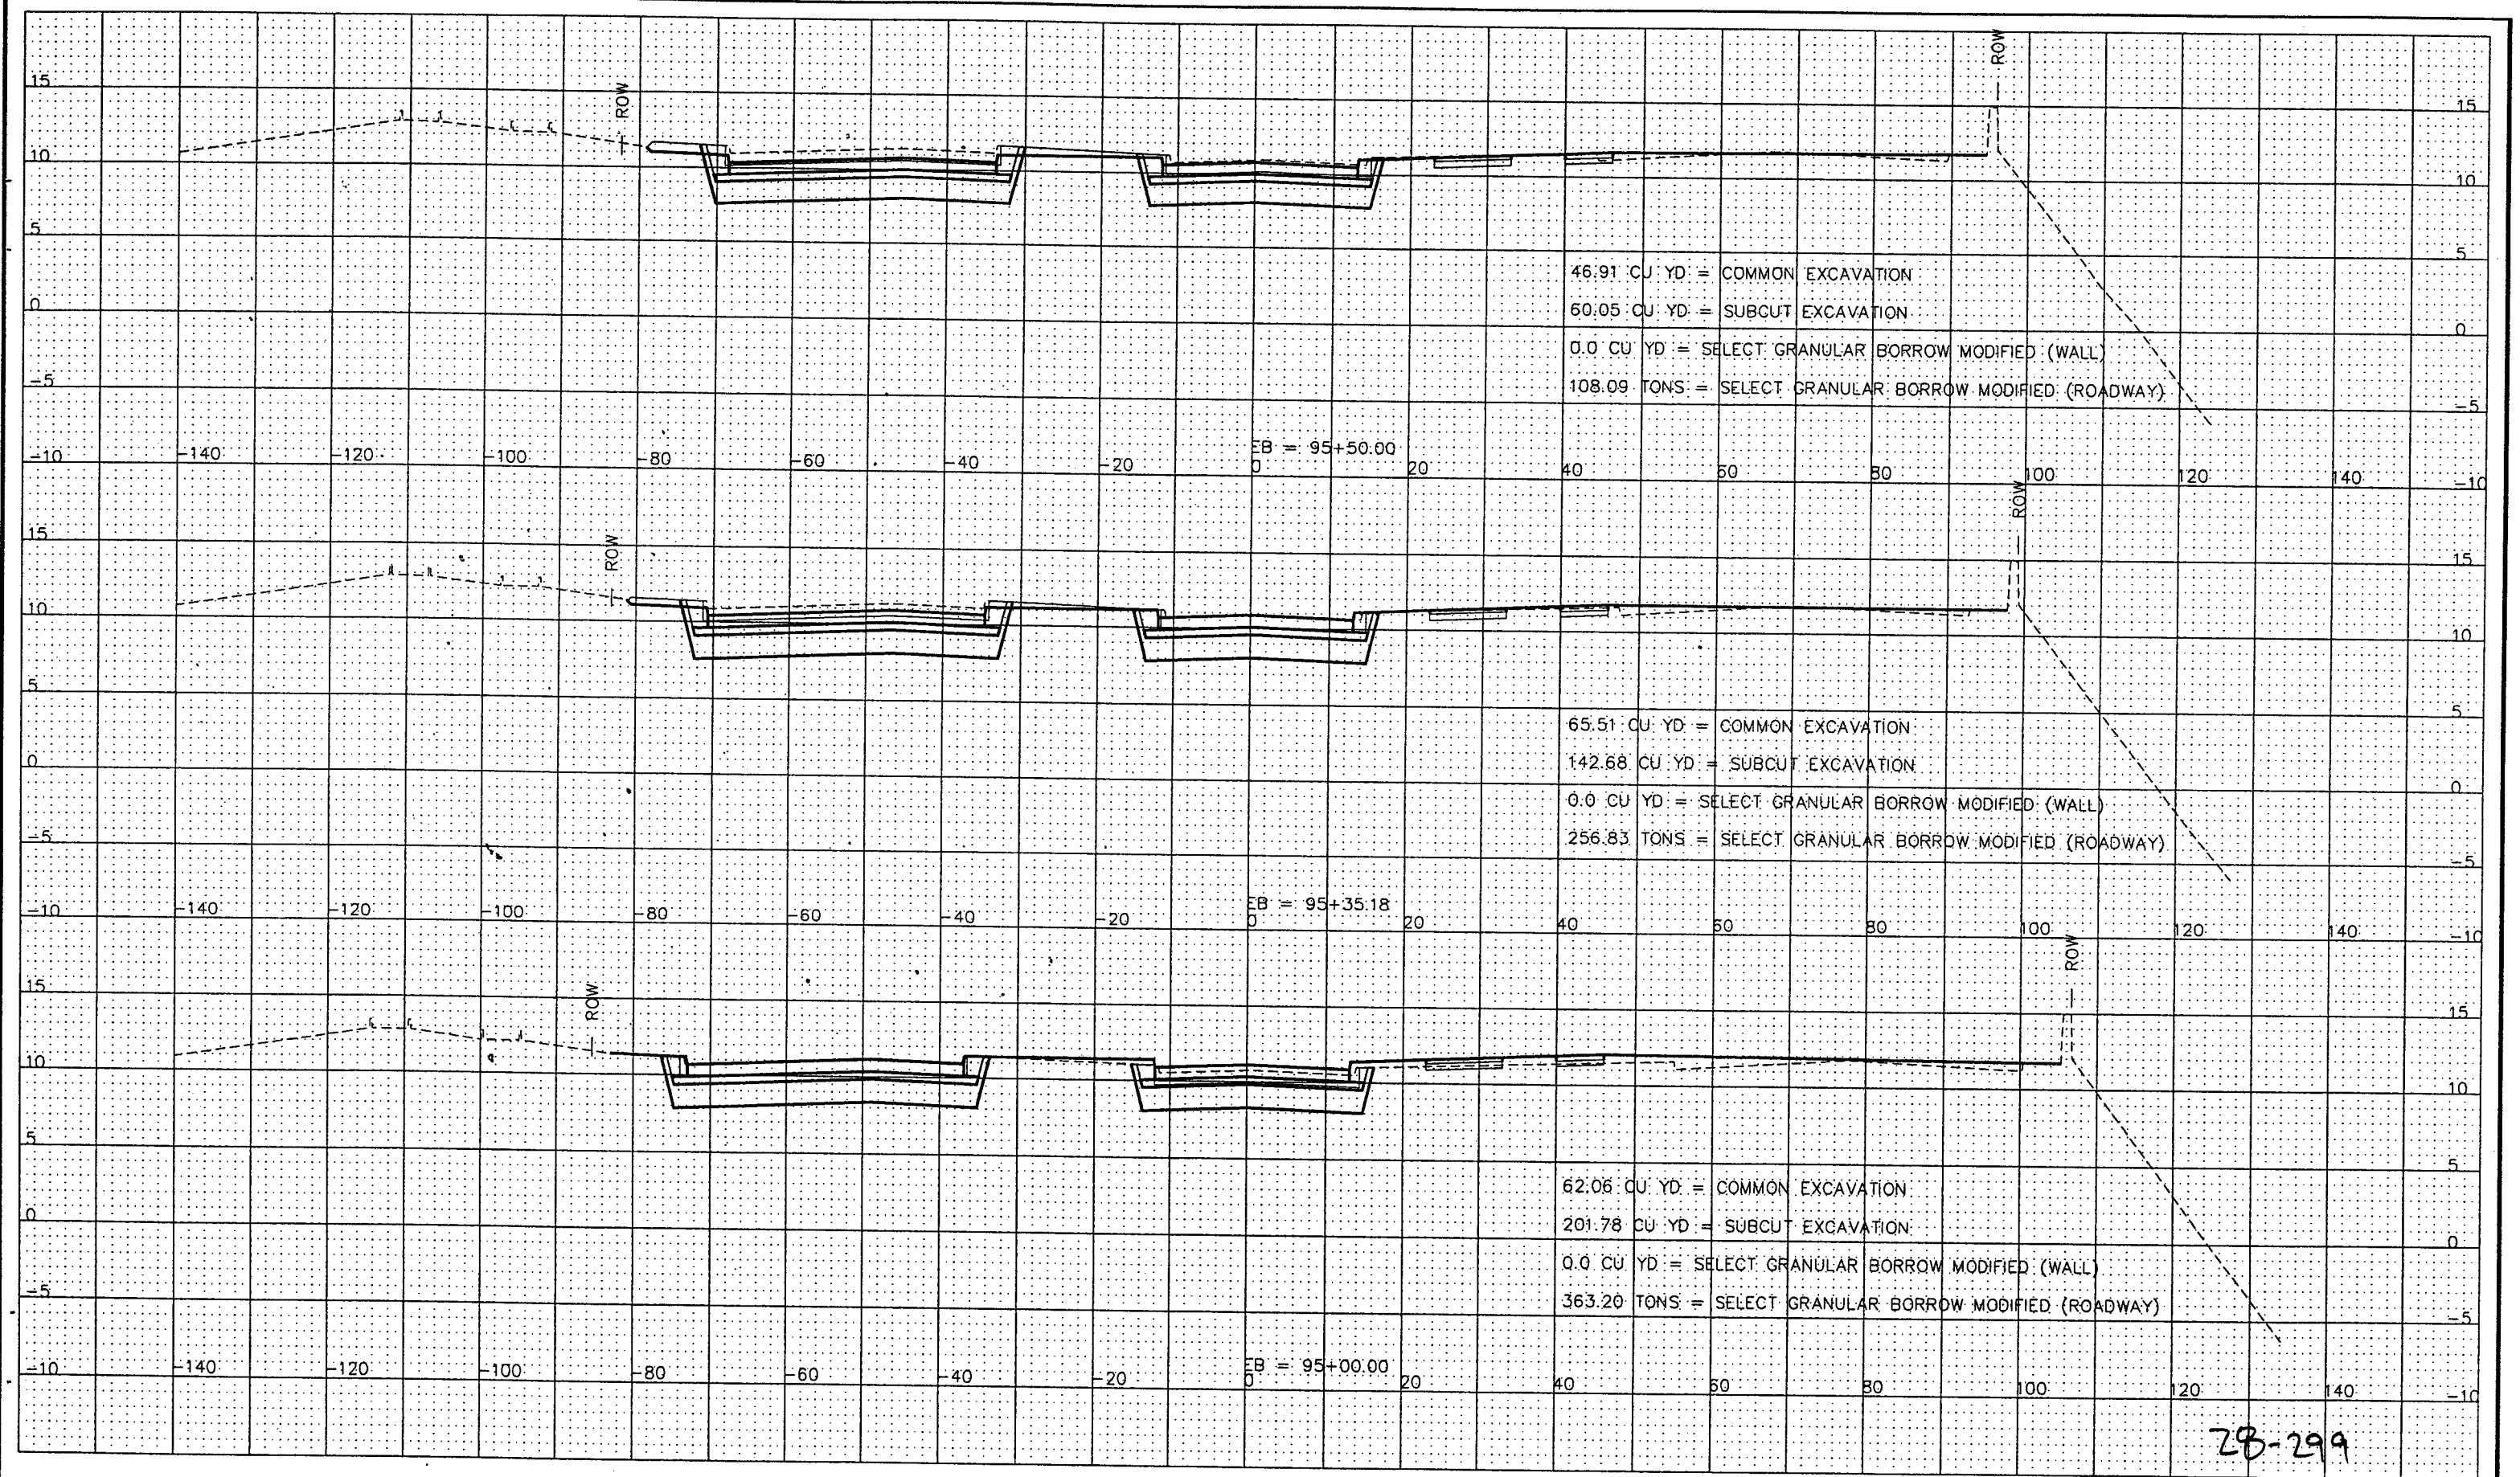 ROW
ROW
15 15
10 10
5 5
0 0
-5 -5
46.91 CU YD = COMMON EXCAVATION
60.05 CU YD = SUBCUT EXCAVATION
0.0 CU YD = SELECT GRANULAR BORROW MODIFIED (WALL)
108.09 TONS = SELECT GRANULAR BORROW MODIFIED (ROADWAY)
EB = 95+50.00
-10 -140 -120 -100 -80 -60 -40 -20 0 20 40 60 80 100 120 140 -10
ROW
ROW
15 15
10 10
5 5
0 0
-5 -5
65.51 CU YD = COMMON EXCAVATION
142.68 CU YD = SUBCUT EXCAVATION
0.0 CU YD = SELECT GRANULAR BORROW MODIFIED (WALL)
256.83 TONS = SELECT GRANULAR BORROW MODIFIED (ROADWAY)
EB = 95+35.18
-10 -140 -120 -100 -80 -60 -40 -20 0 20 40 60 80 100 120 140 -10
ROW
ROW
15 15
10 10
5 5
0 0
-5 -5
62.06 CU YD = COMMON EXCAVATION
201.78 CU YD = SUBCUT EXCAVATION
0.0 CU YD = SELECT GRANULAR BORROW MODIFIED (WALL)
363.20 TONS = SELECT GRANULAR BORROW MODIFIED (ROADWAY)
EB = 95+00.00
-10 -140 -120 -100 -80 -60 -40 -20 0 20 40 60 80 100 120 140 -10
28-299